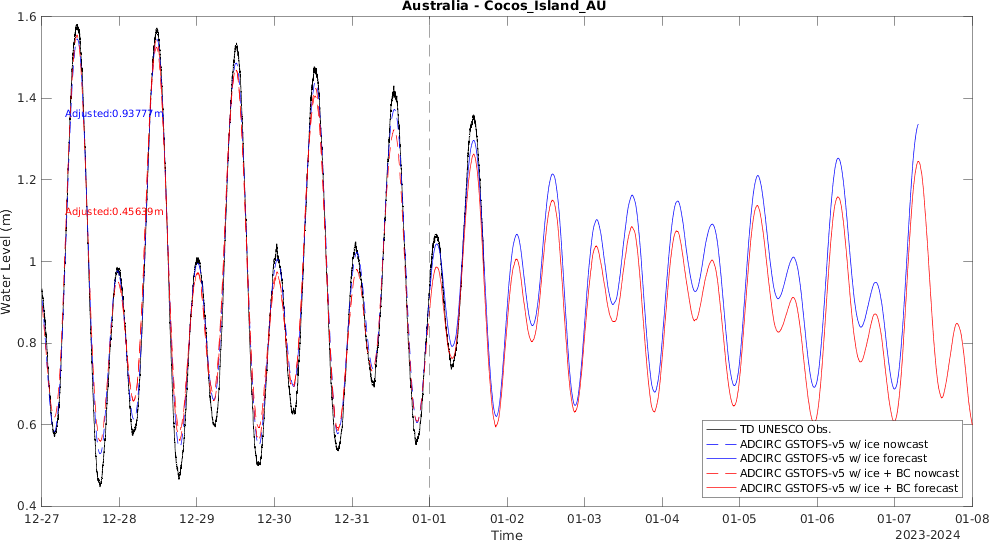 Australia - Cocos_Island_AU
1.6
1.4
1.2
1
0.8
0.6
0.4
Water Level (m)
Adjusted:0.93777m
Adjusted:0.45639m
TD UNESCO Obs.
ADCIRC GSTOFS-v5 w/ ice nowcast
ADCIRC GSTOFS-v5 w/ ice forecast
ADCIRC GSTOFS-v5 w/ ice + BC nowcast
ADCIRC GSTOFS-v5 w/ ice + BC forecast
12-27 12-28 12-29 12-30 12-31 01-01 01-02 01-03 01-04 01-05 01-06 01-07 01-08
Time
2023-2024